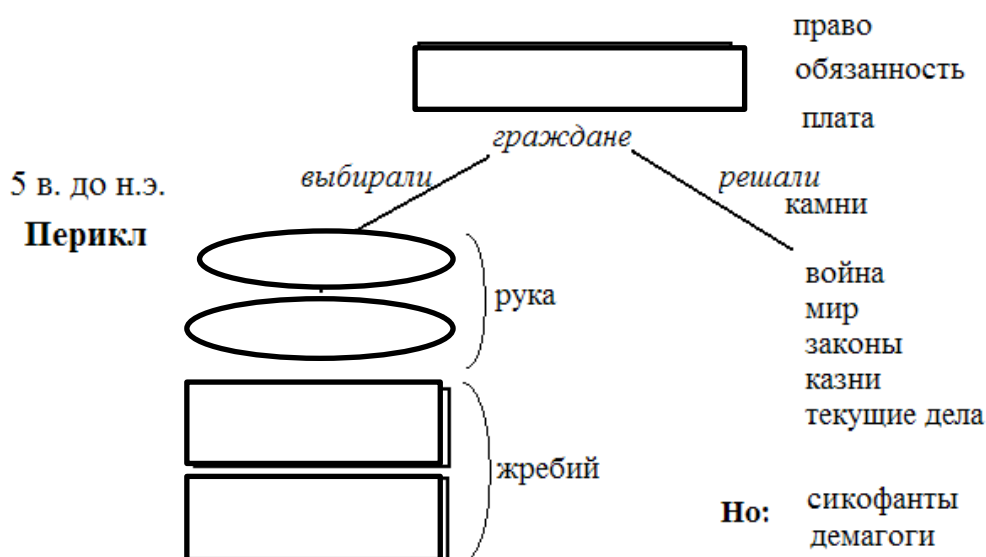 право
обязанность
плата
граждане
выбирали
решали
камни
5 в. до н.э.
Перикл
рука
война
мир
законы
казни
текущие дела
жребий
Но:
сикофанты
демагоги